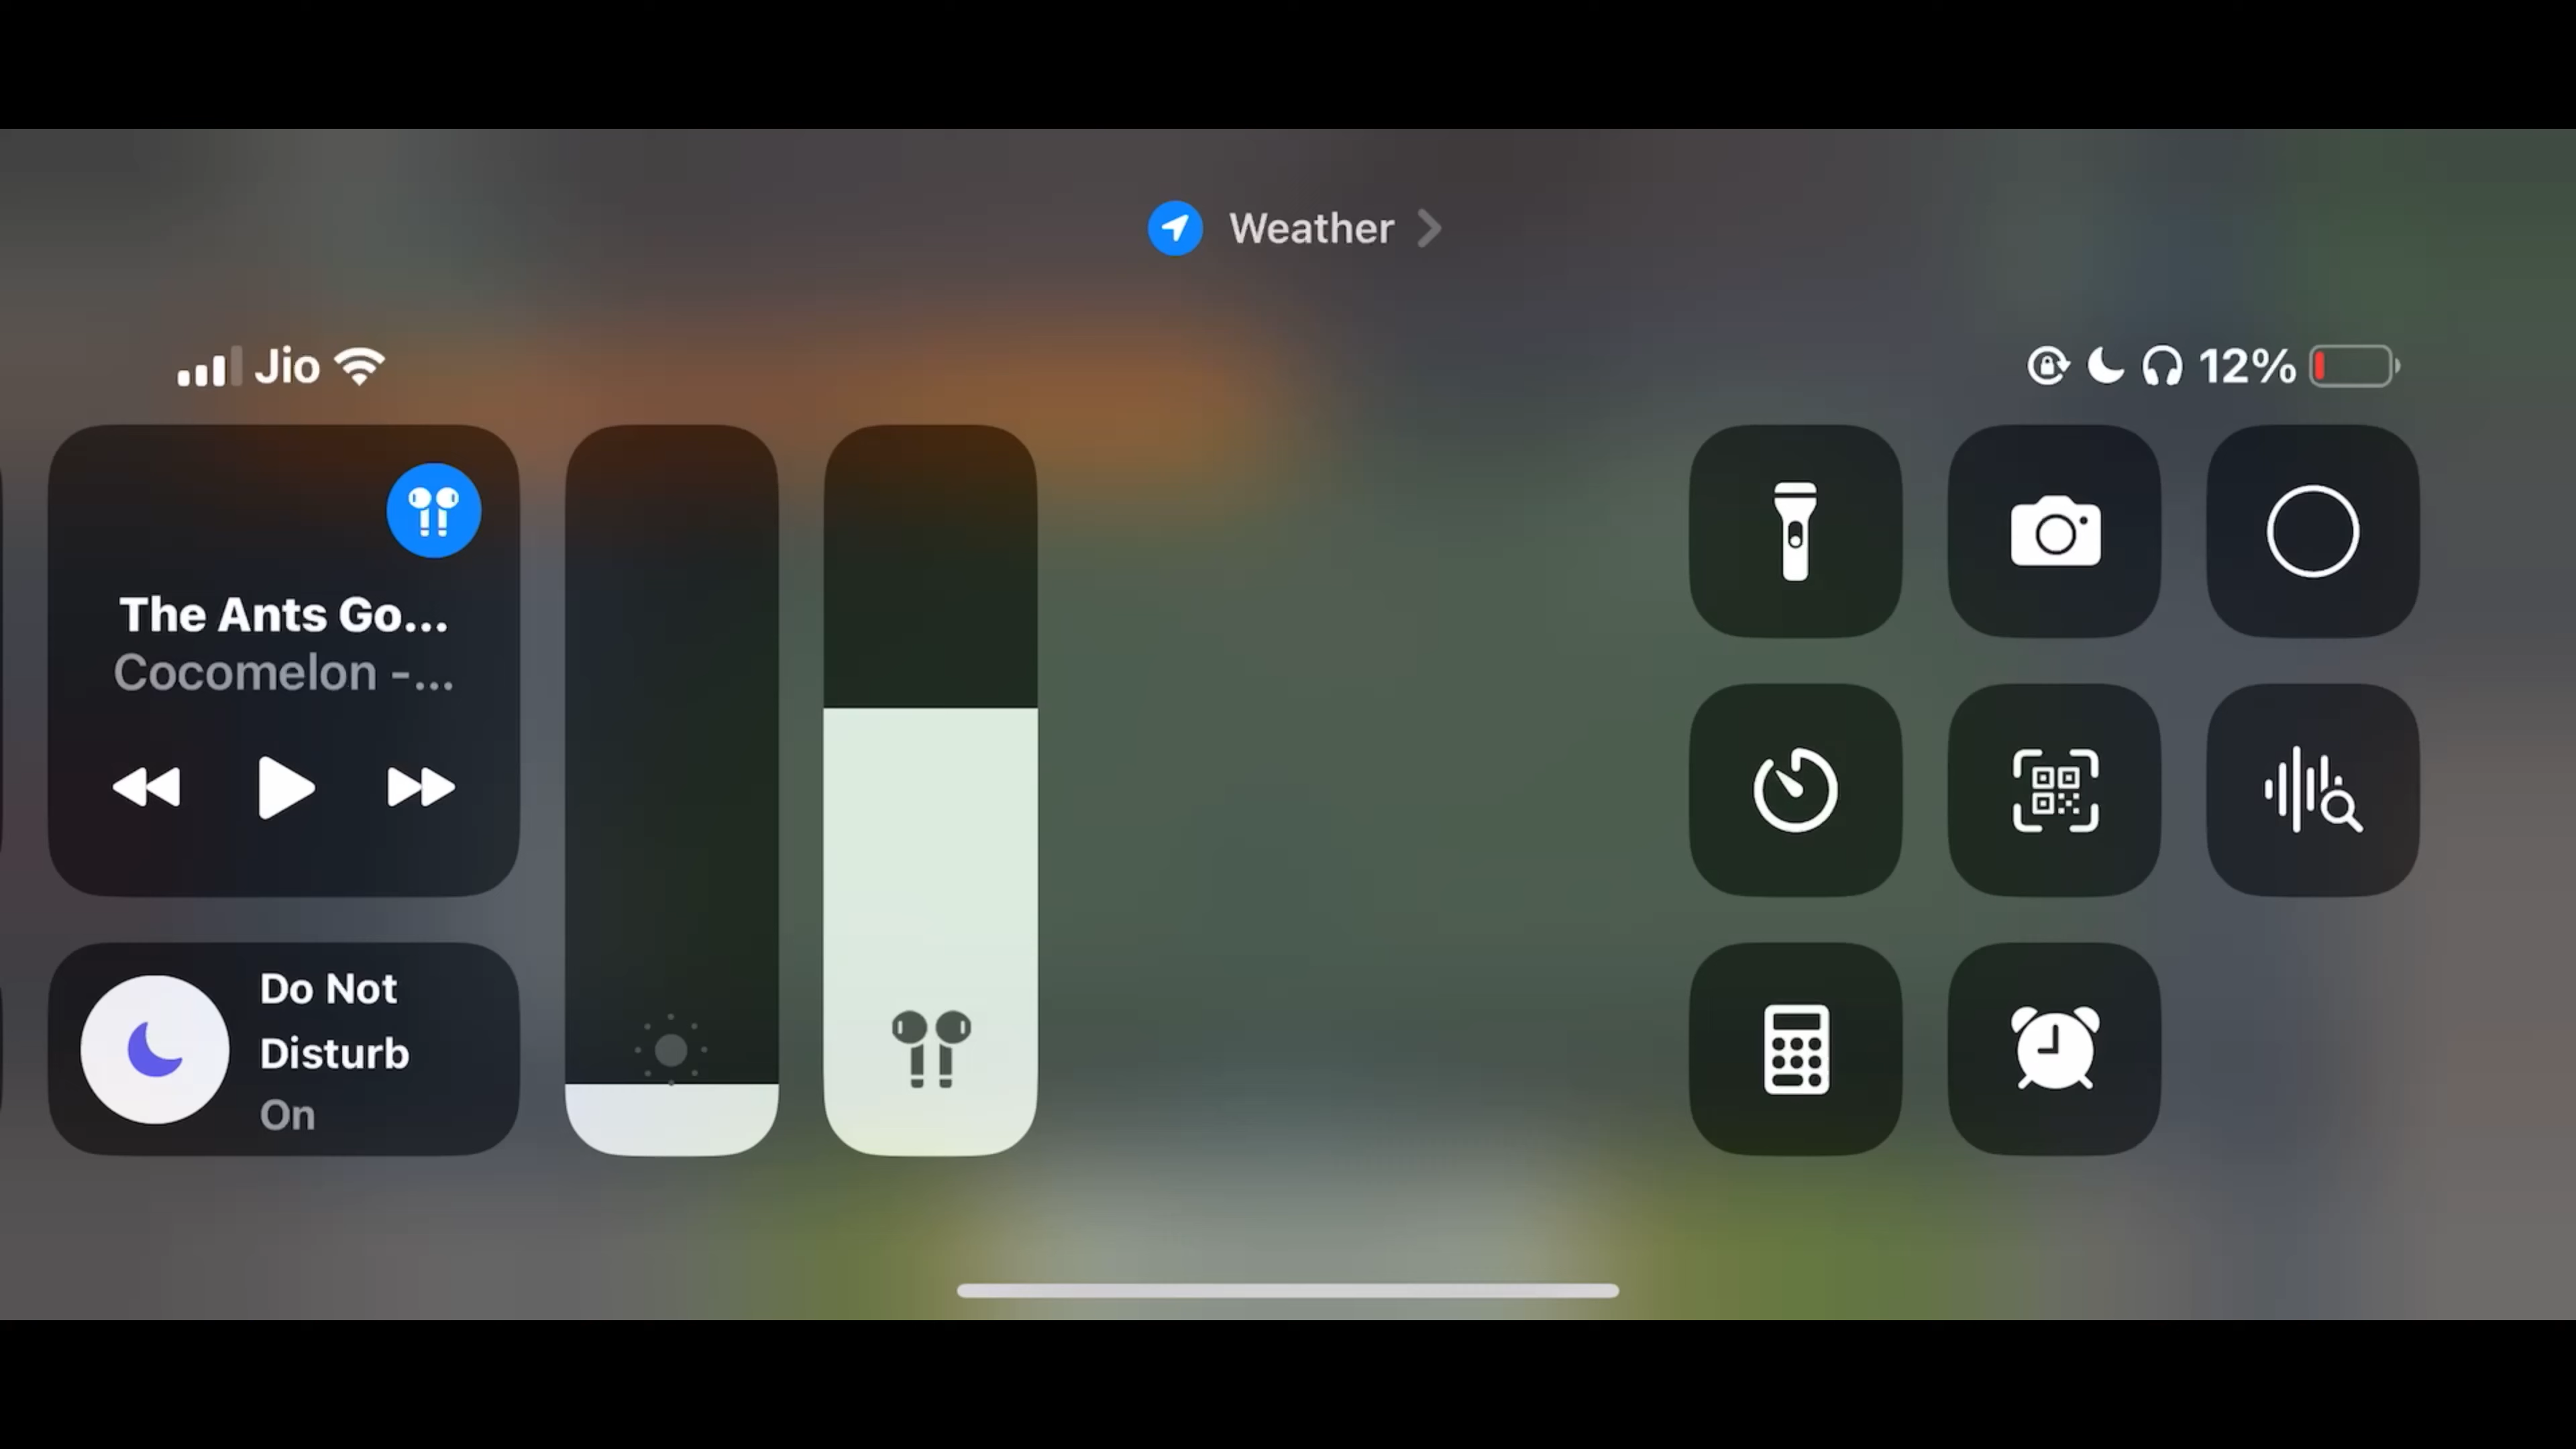 Weather
Jio
12%
The Ants Go...
Cocomelon -...
Do Not
Disturb
On